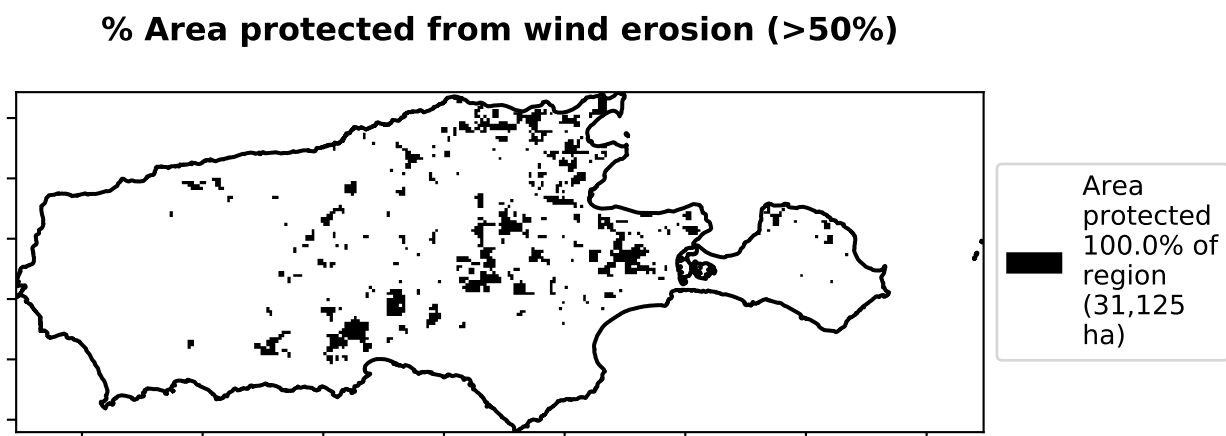 % Area protected from wind erosion (>50%)
Area
protected
100.0% of
region
(31,125
ha)